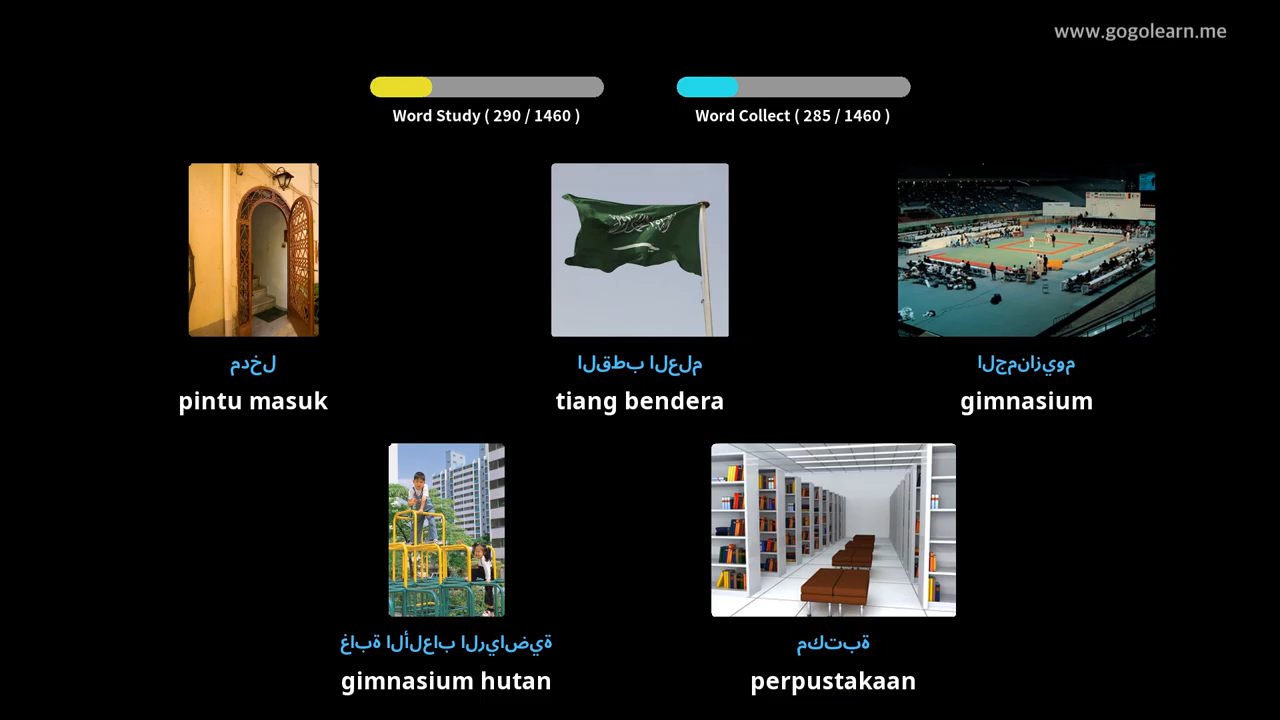 www.gogolearn.me
Word Study ( 290 / 1460 )
Word Collect ( 285 / 1460 )
مدخل
pintu masuk
القطب العلم
tiang bendera
الجمنازيوم
gimnasium
غابة الألعاب الرياضية
gimnasium hutan
مكتبة
perpustakaan